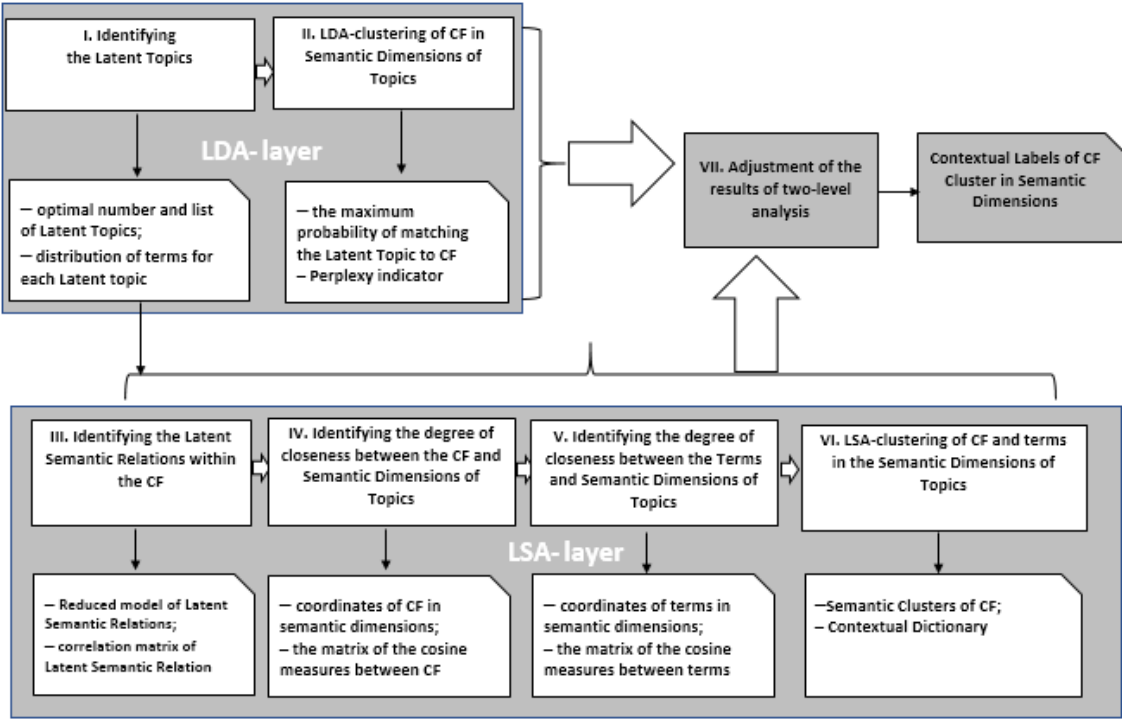 I. Identifying
the Latent Topics
II. LDA-clustering of CF in
Semantic Dimensions of
Topics
LDA- layer
— optimal number and list
of Latent Topics;
— distribution of terms for
each Latent topic
— the maximum
probability of matching
the Latent Topic to CF
— Perplexy indicator
VII. Adjustment of the
results of two-level
analysis
Contextual Labels of CF
Cluster in Semantic
Dimensions
III. Identifying the Latent
Semantic Relations within
the CF
IV. Identifying the degree of
closeness between the CF and
Semantic Dimensions of
Topics
V. Identifying the degree of
closeness between the Terms
and Semantic Dimensions of
Topics
VI. LSA-clustering of CF and terms
in the Semantic Dimensions of
Topics
LSA- layer
— Reduced model of Latent
Semantic Relations;
— correlation matrix of
Latent Semantic Relation
— coordinates of CF in
semantic dimensions;
— the matrix of the cosine
measures between CF
— coordinates of terms in
semantic dimensions;
— the matrix of the cosine
measures between terms
—Semantic Clusters of CF;
— Contextual Dictionary